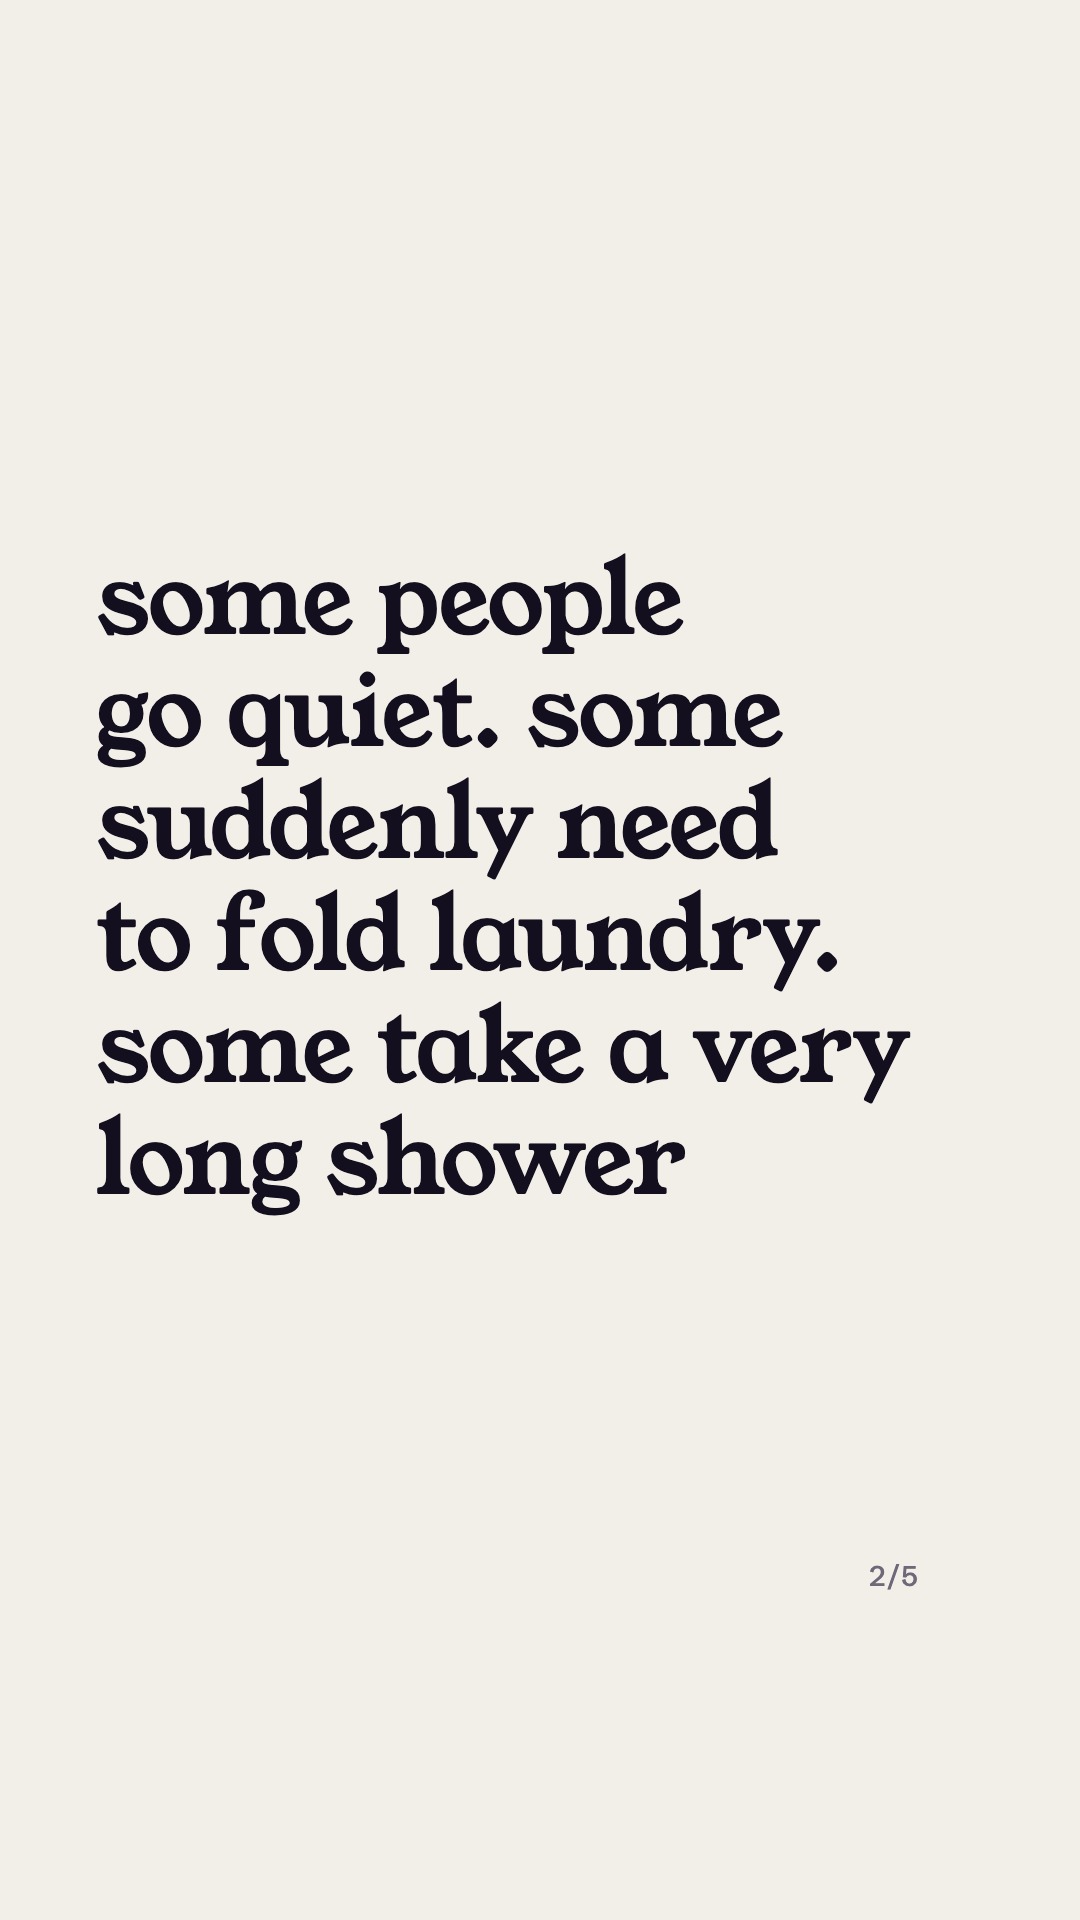 some people
go quiet. some
suddenly need
to fold laundry.
some take a very
long shower
2/5